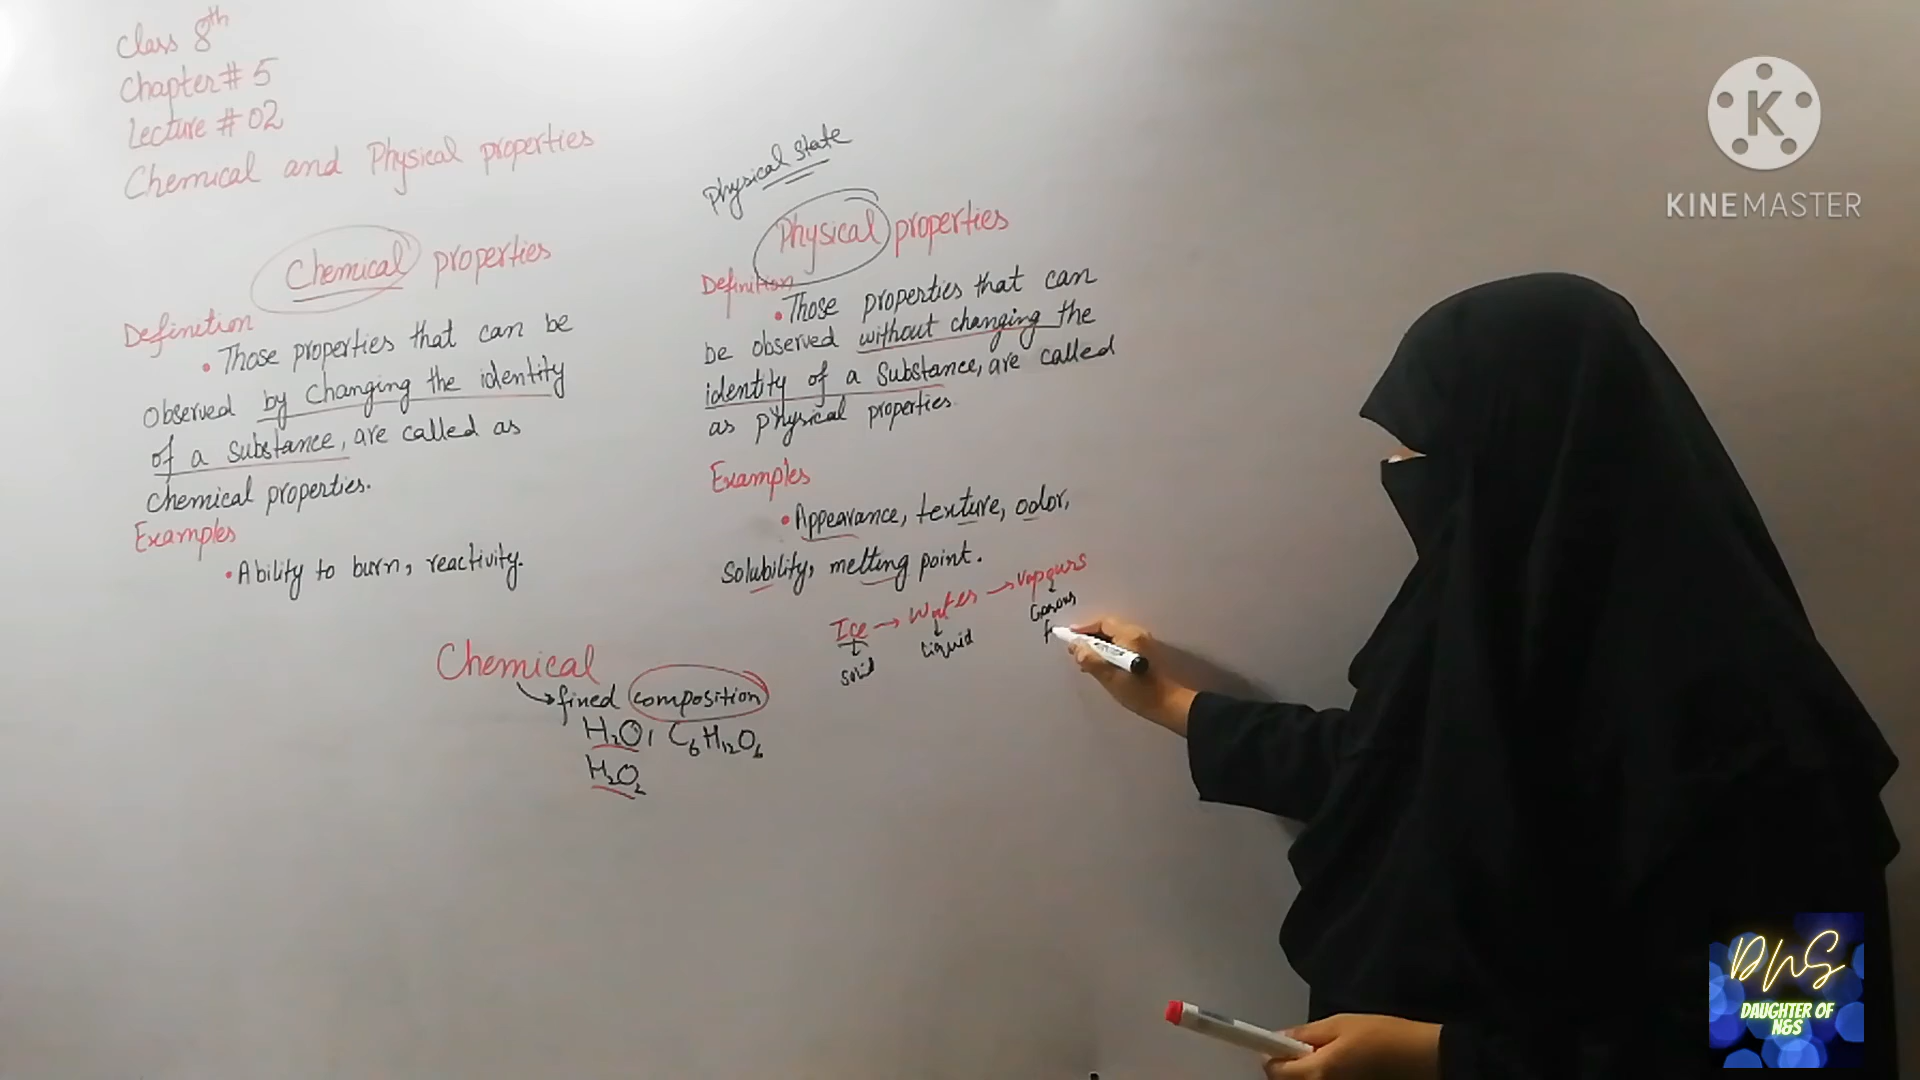 Class 8th
Chapter # 5
Lecture # 02
Chemical and Physical properties
Chemical properties
Definition
• Those properties that can be
observed by changing the identity
of a substance, are called as
chemical properties.
Examples
• Ability to burn, reactivity.
Physical state
Physical properties
Definition
• Those properties that can
be observed without changing the
identity of a substance, are called
as physical properties.
Examples
• Appearance, texture, odor,
Solubility, melting point.
Ice → Water → Vapours
Solid
Liquid
Chemical
→ fixed composition
H2O, C6H12O6
H2O2
K
KINEMASTER
DNS
DAUGHTER OF
N&S